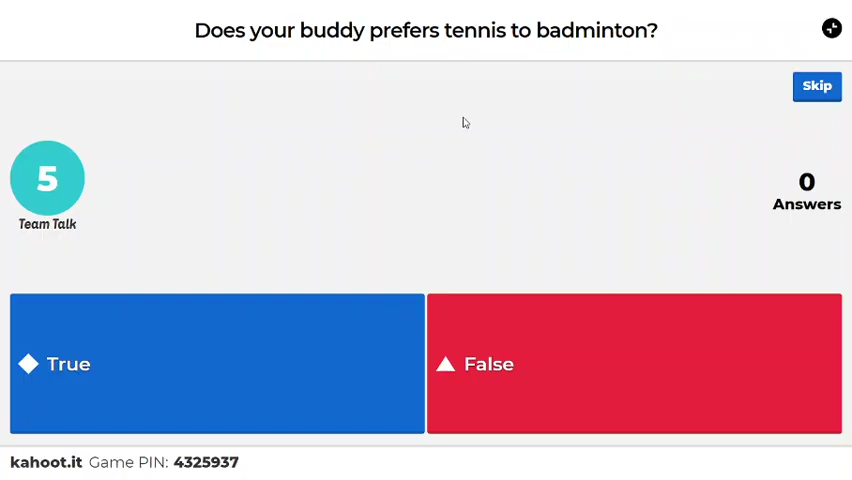 Does your buddy prefers tennis to badminton?
Skip
5
Team Talk
0
Answers
True
False
kahoot.it Game PIN: 4325937